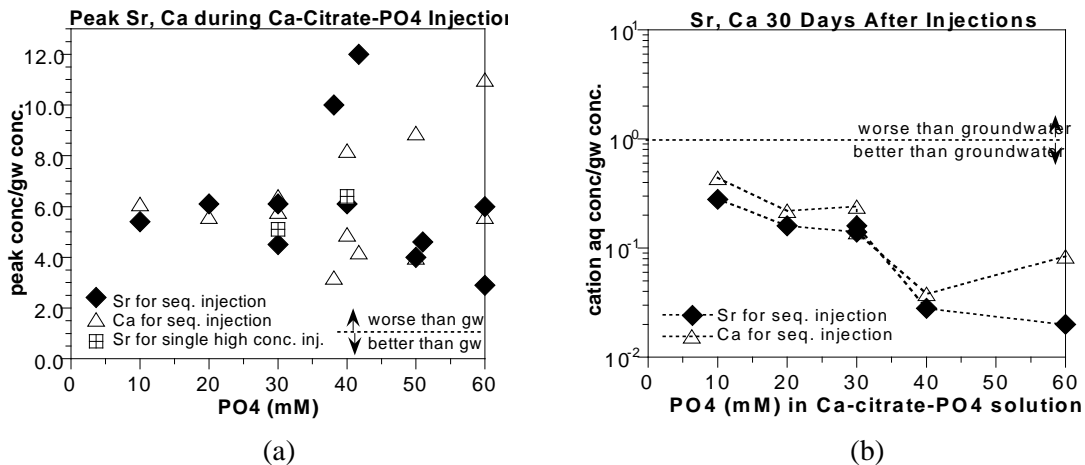 Peak Sr, Ca during Ca-Citrate-PO4 Injection
peak conc/gw conc.
12.0
10.0
8.0
6.0
4.0
2.0
0.0
Sr for seq. injection
Ca for seq. injection
Sr for single high conc. inj.
worse than gw
better than gw
0 10 20 30 40 50 60
PO4 (mM)
(a)
Sr, Ca 30 Days After Injections
cation aq conc/gw conc.
10^1
10^0
10^-1
10^-2
worse than groundwater
better than groundwater
Sr for seq. injection
Ca for seq. injection
0 10 20 30 40 50 60
PO4 (mM) in Ca-citrate-PO4 solution
(b)